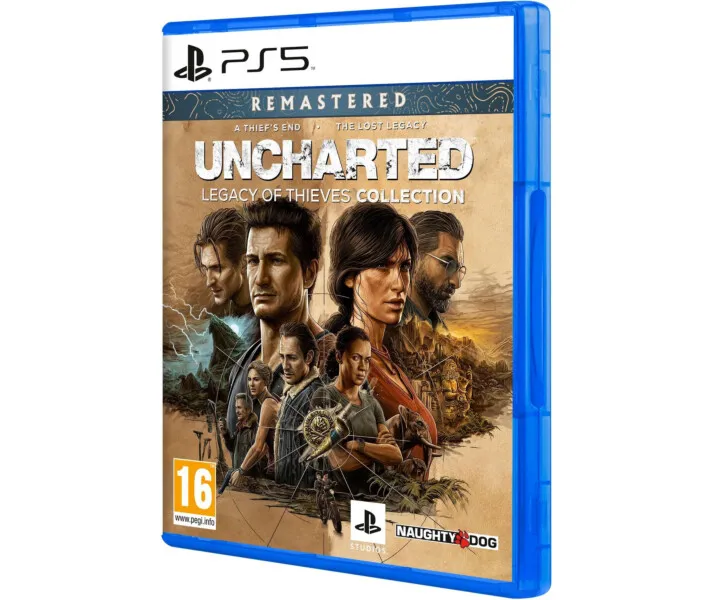 PS5
REMASTERED
A THIEF'S END · THE LOST LEGACY
UNCHARTED
LEGACY OF THIEVES COLLECTION
16
www.pegi.info
STUDIOS
NAUGHTY DOG